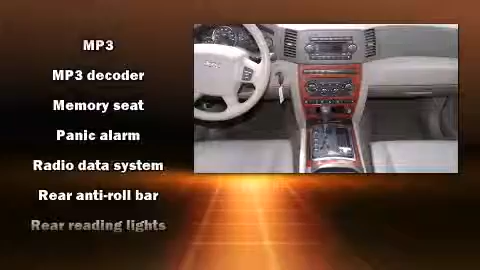 MP3
MP3 decoder
Memory seat
Panic alarm
Radio data system
Rear anti-roll bar
Rear reading lights